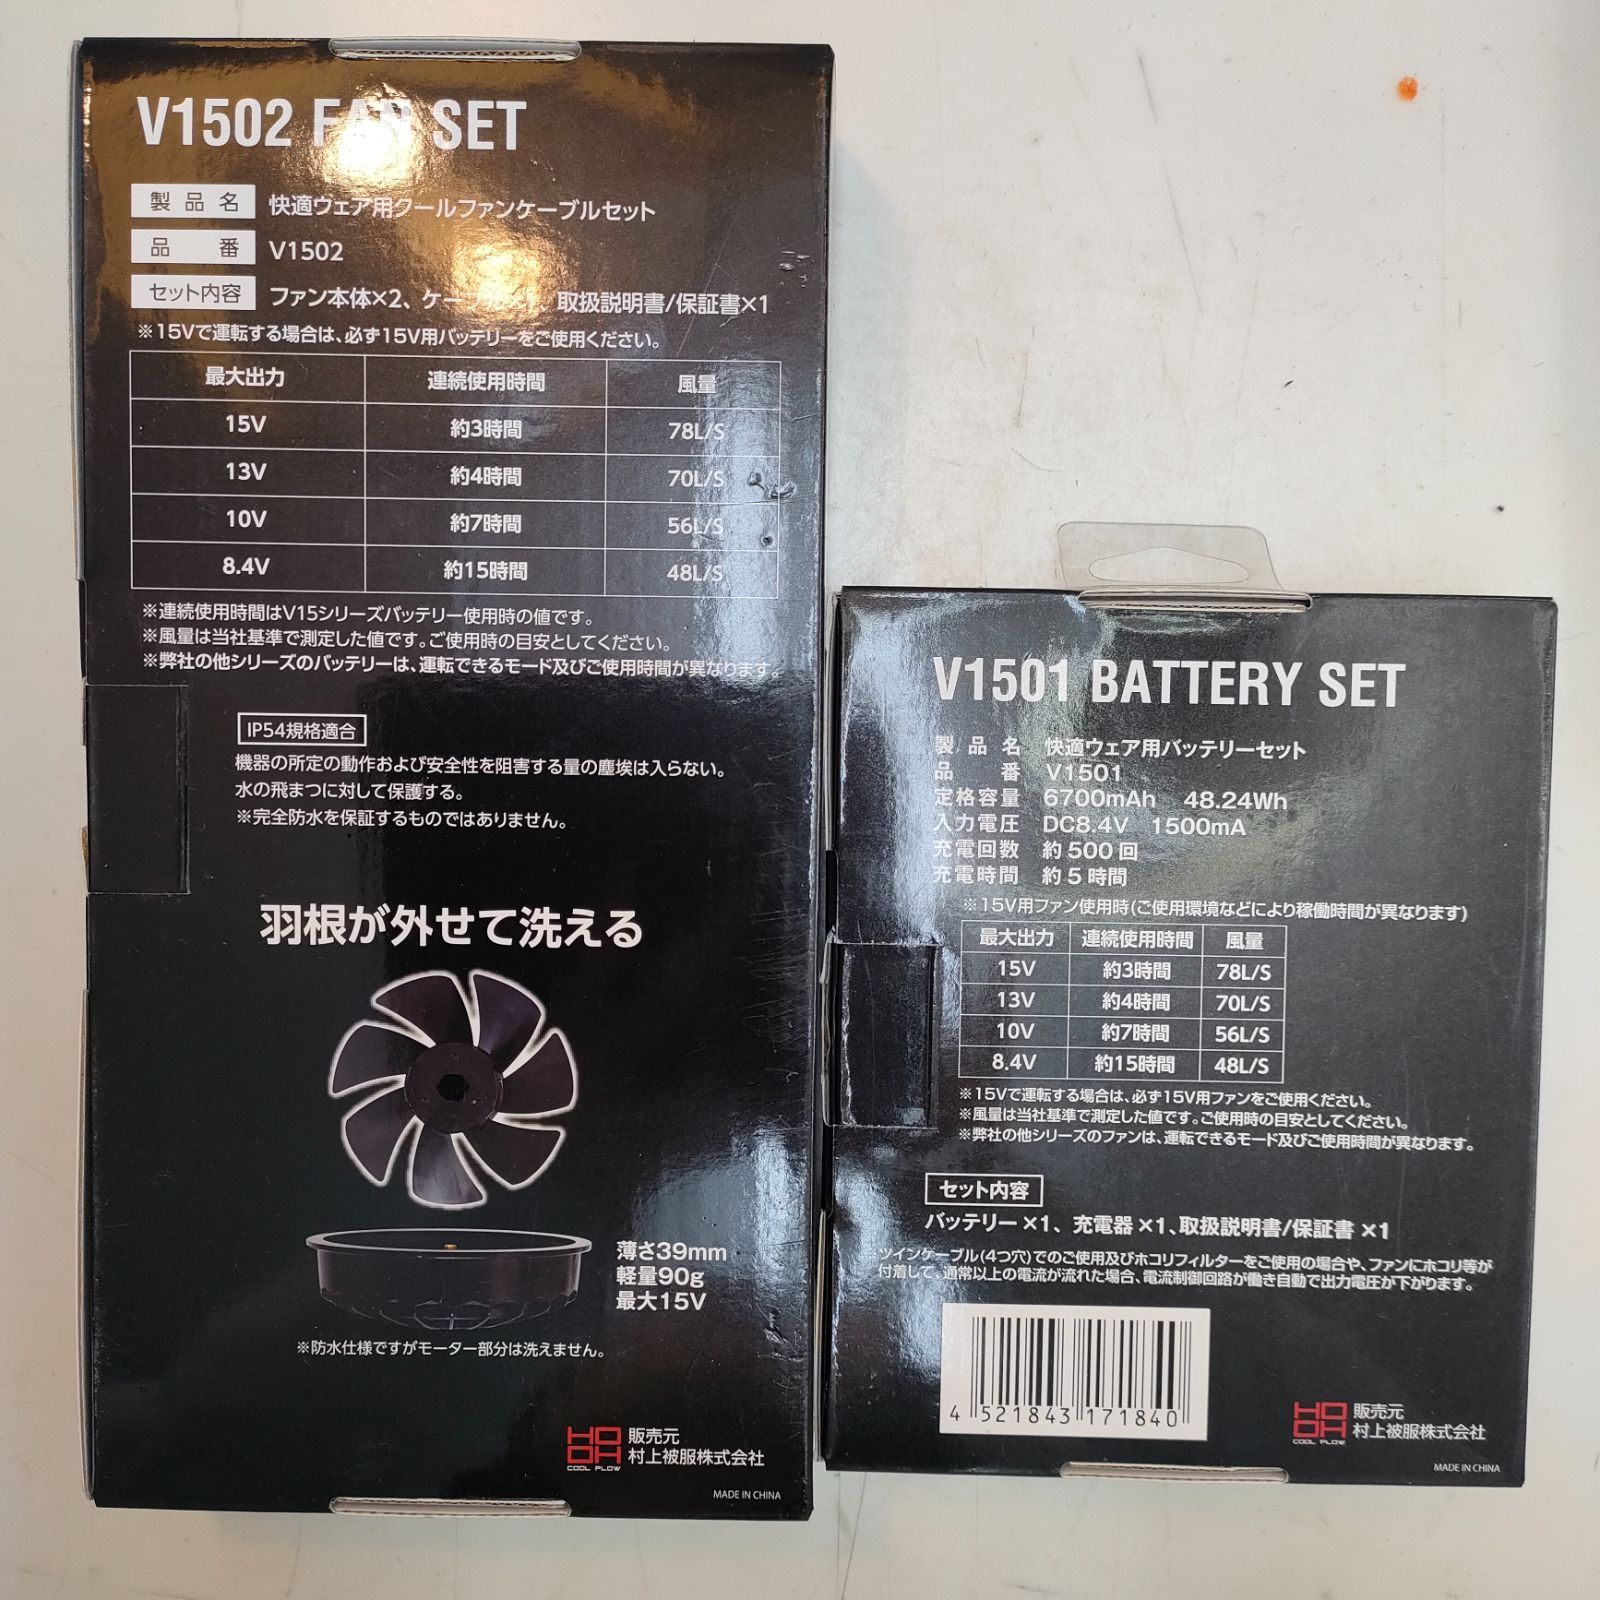 V1502 FAN SET
製品名 快適ウェア用クールファンケーブルセット
品番 V1502
セット内容 ファン本体×2、ケーブル×1、取扱説明書/保証書×1
※15Vで運転する場合は、必ず15V用バッテリーをご使用ください。
最大出力 連続使用時間 風量
15V 約3時間 78L/S
13V 約4時間 70L/S
10V 約7時間 56L/S
8.4V 約15時間 48L/S
※連続使用時間はV15シリーズバッテリー使用時の値です。
※風量は当社基準で測定した値です。ご使用時の目安としてください。
※弊社の他シリーズのバッテリーは、運転できるモード及びご使用時間が異なります。
IP54規格適合
機器の所定の動作および安全性を阻害する量の塵埃は入らない。
水の飛まつに対して保護する。
※完全防水を保証するものではありません。
羽根が外せて洗える
薄さ39mm
軽量90g
最大15V
※防水仕様ですがモーター部分は洗えません。
HOOH
COOL FLOW
販売元
村上被服株式会社
MADE IN CHINA
V1501 BATTERY SET
製品名 快適ウェア用バッテリーセット
品番 V1501
定格容量 6700mAh 48.24Wh
入力電圧 DC8.4V 1500mA
充電回数 約500回
充電時間 約5時間
※15V用ファン使用時(ご使用環境などにより稼働時間が異なります)
最大出力 連続使用時間 風量
15V 約3時間 78L/S
13V 約4時間 70L/S
10V 約7時間 56L/S
8.4V 約15時間 48L/S
※15Vで運転する場合は、必ず15V用ファンをご使用ください。
※風量は当社基準で測定した値です。ご使用時の目安としてください。
※弊社の他シリーズのファンは、運転できるモード及びご使用時間が異なります。
セット内容
バッテリー×1、充電器×1、取扱説明書/保証書×1
ツインケーブル(4つ穴)でのご使用及びホコリフィルターをご使用の場合や、ファンにホコリ等が
付着して、通常以上の電流が流れた場合、電流制御回路が働き自動で出力電圧が下がります。
4 521843 171840
HOOH
COOL FLOW
販売元
村上被服株式会社
MADE IN CHINA